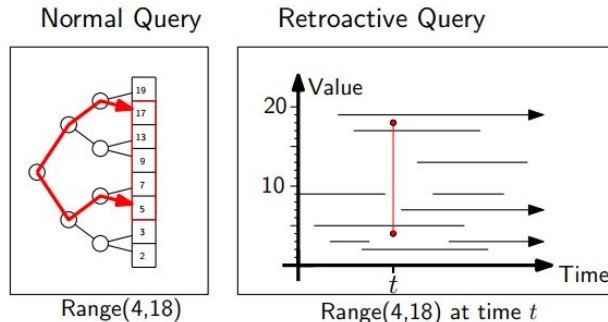 Normal Query
Retroactive Query
19
17
13
9
7
5
3
2
Range(4,18)
Value
20
10
Time
t
Range(4,18) at time t